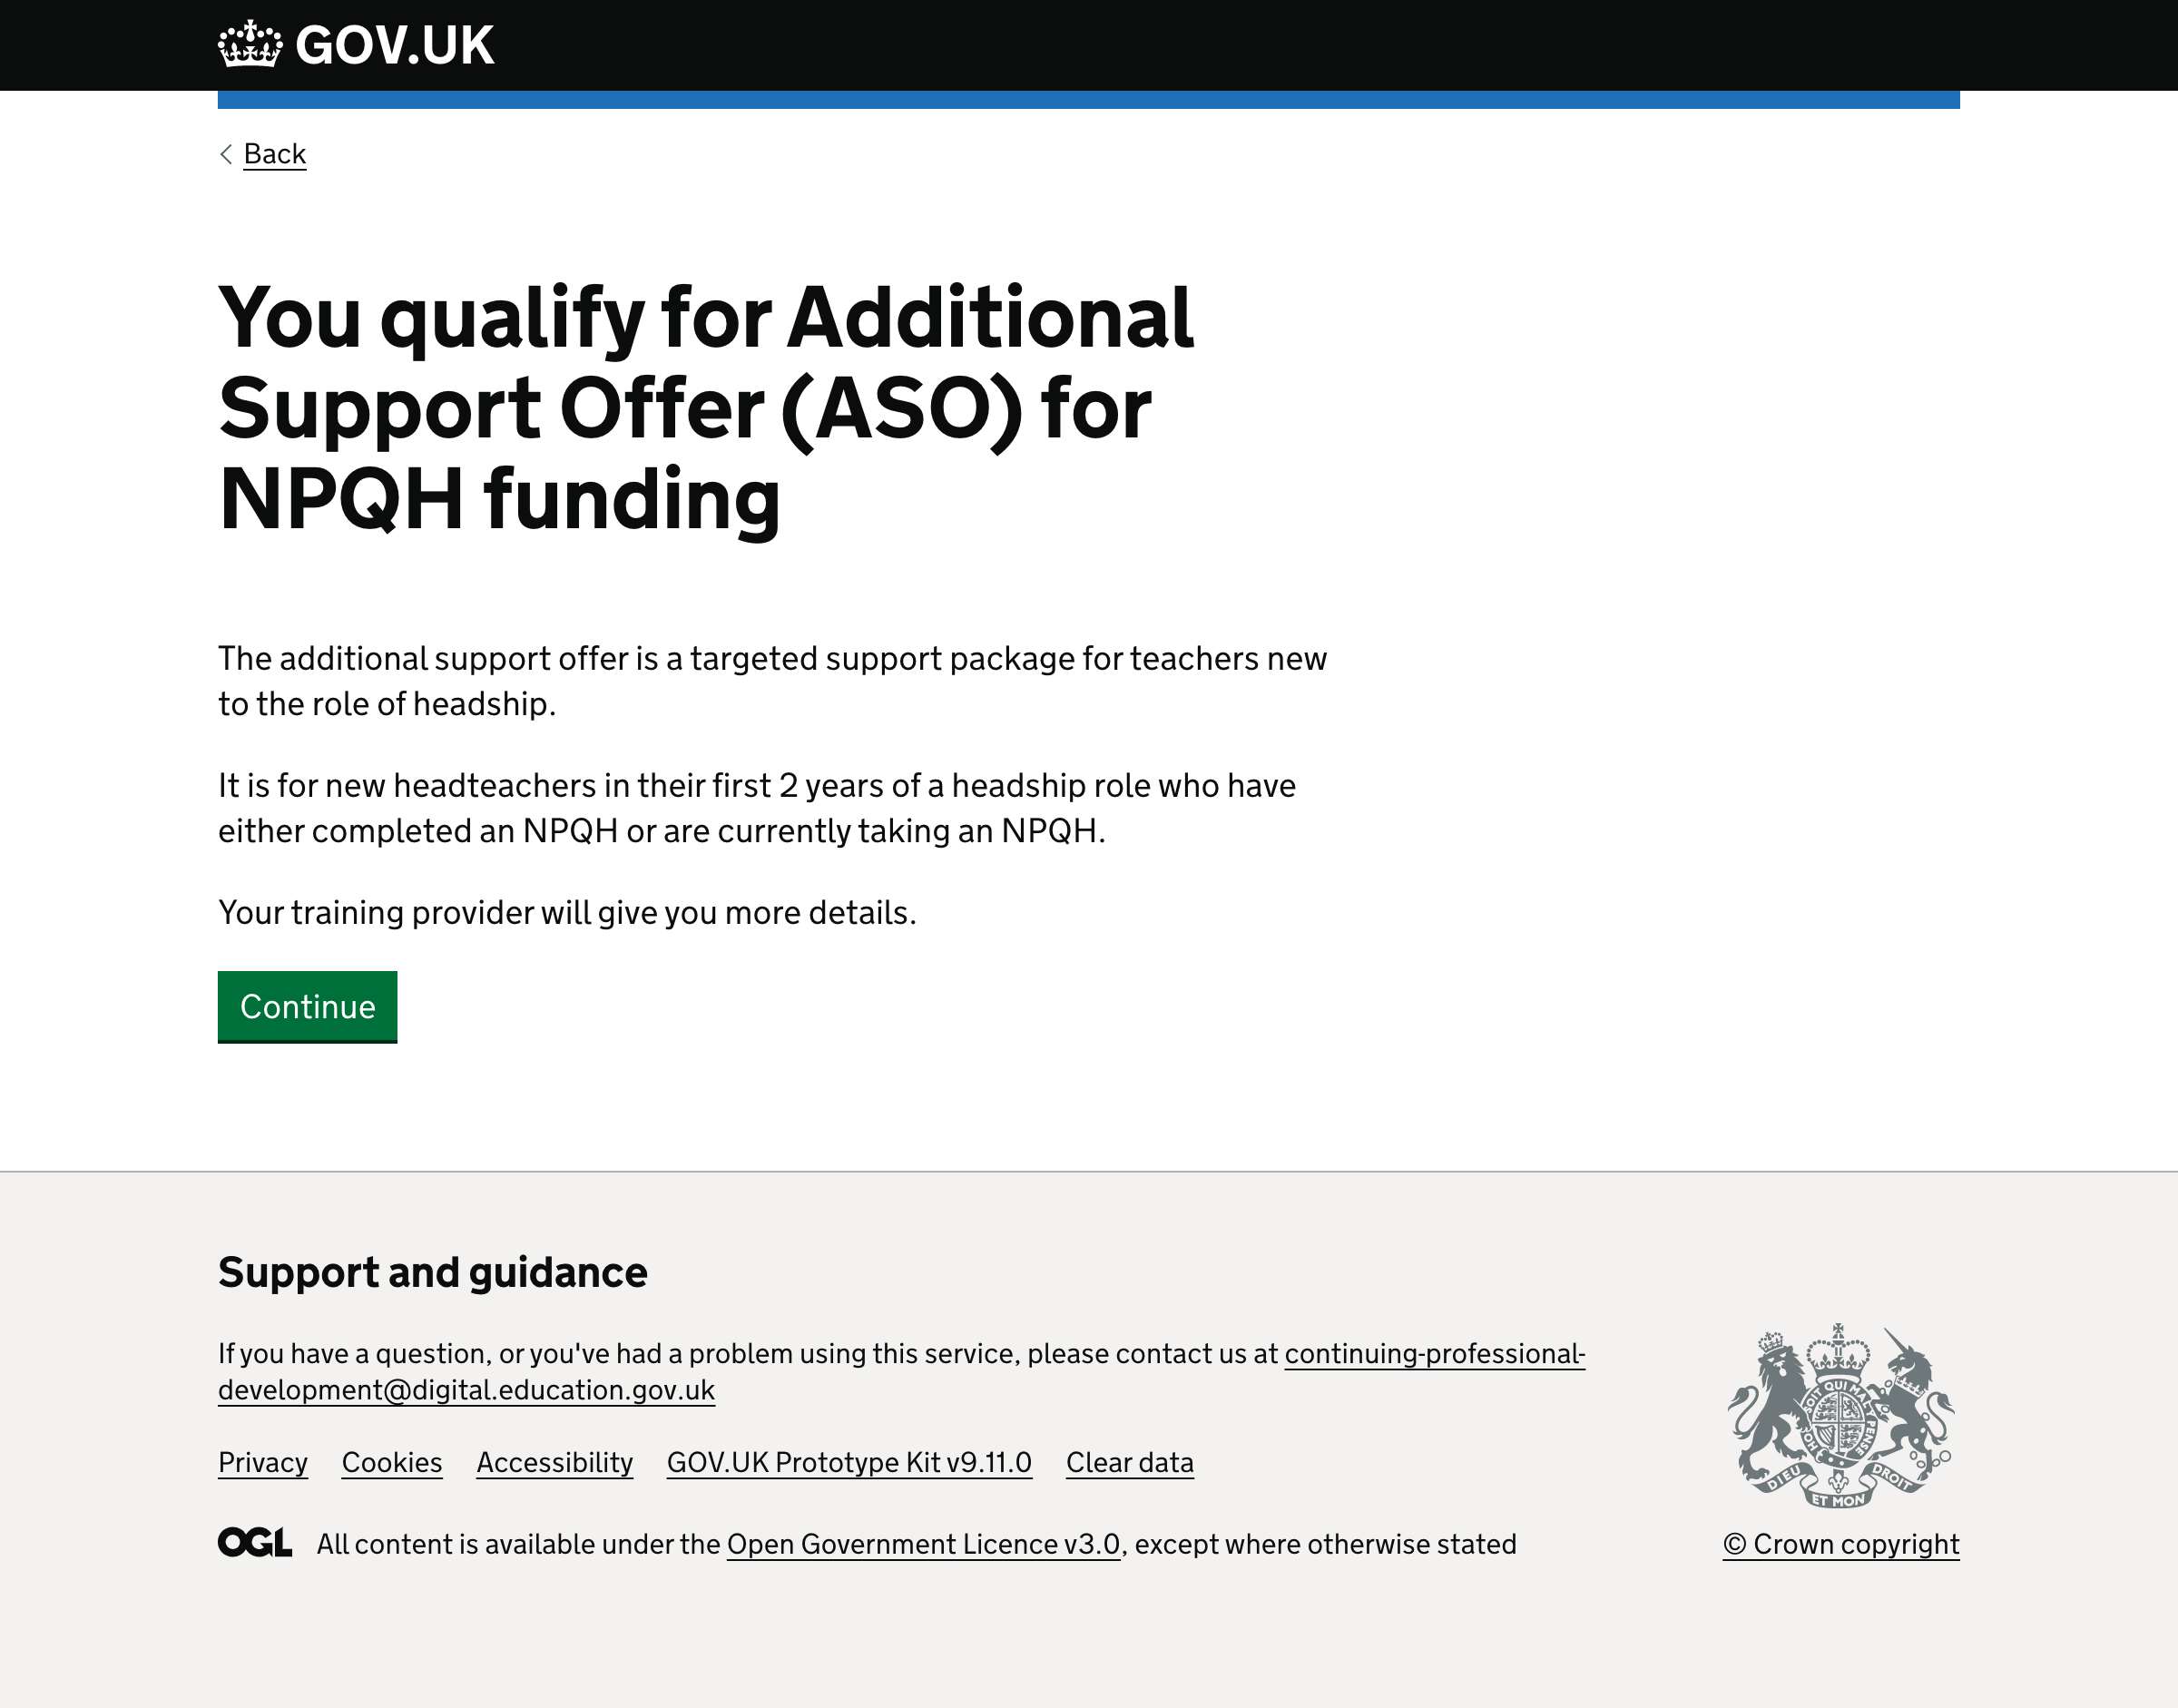 GOV.UK
Back
You qualify for Additional
Support Offer (ASO) for
NPQH funding
The additional support offer is a targeted support package for teachers new
to the role of headship.
It is for new headteachers in their first 2 years of a headship role who have
either completed an NPQH or are currently taking an NPQH.
Your training provider will give you more details.
Continue
Support and guidance
If you have a question, or you've had a problem using this service, please contact us at continuing-professional-
development@digital.education.gov.uk
Privacy Cookies Accessibility GOV.UK Prototype Kit v9.11.0 Clear data
SOIT QUI MAL Y PENSE
DIEU ET MON DROIT
OGL All content is available under the Open Government Licence v3.0, except where otherwise stated
© Crown copyright